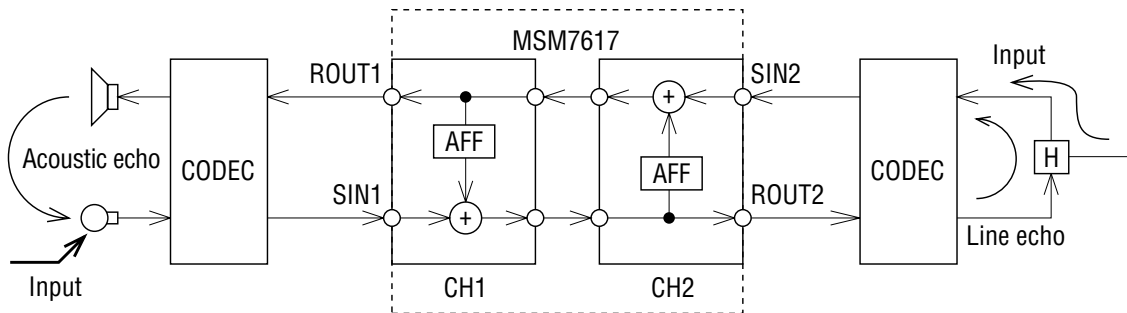 MSM7617
ROUT1
SIN2
Input
AFF
+
Acoustic echo
CODEC
CODEC
H
SIN1
+
AFF
ROUT2
Line echo
Input
CH1
CH2